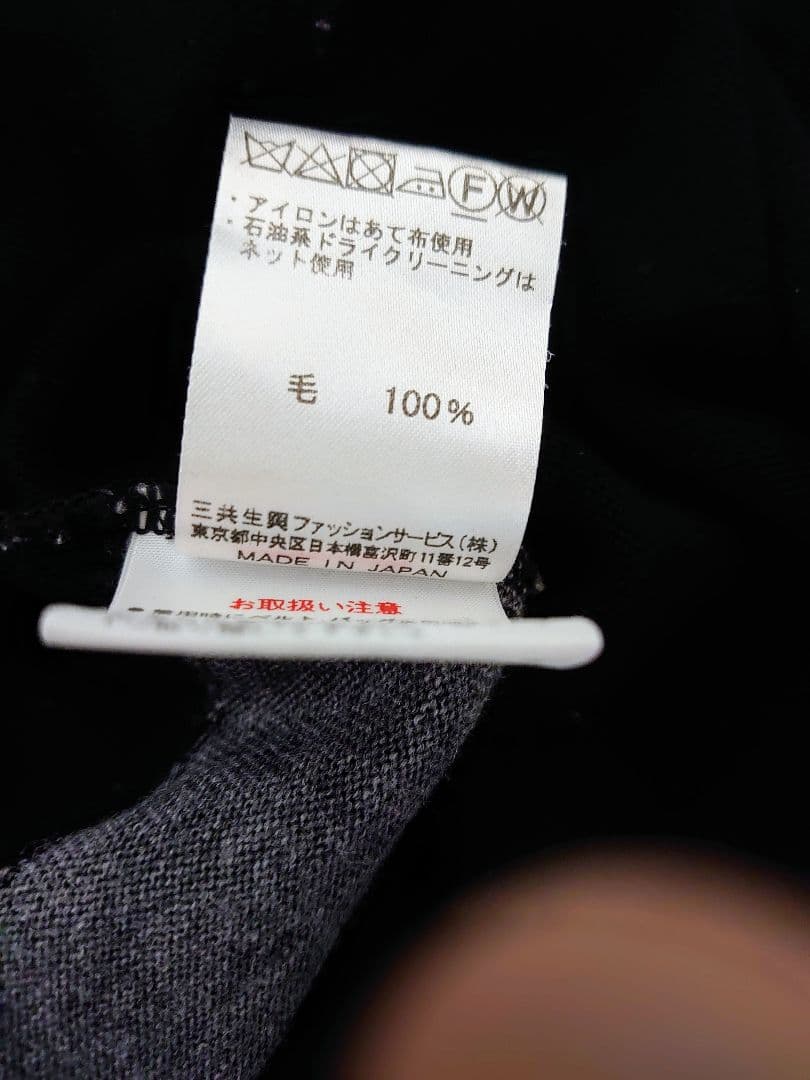 F W
・アイロンはあて布使用
・石油系ドライクリーニングは
ネット使用
毛 100%
三共生興ファッションサービス(株)
東京都中央区日本橋富沢町11番12号
MADE IN JAPAN
お取扱い注意